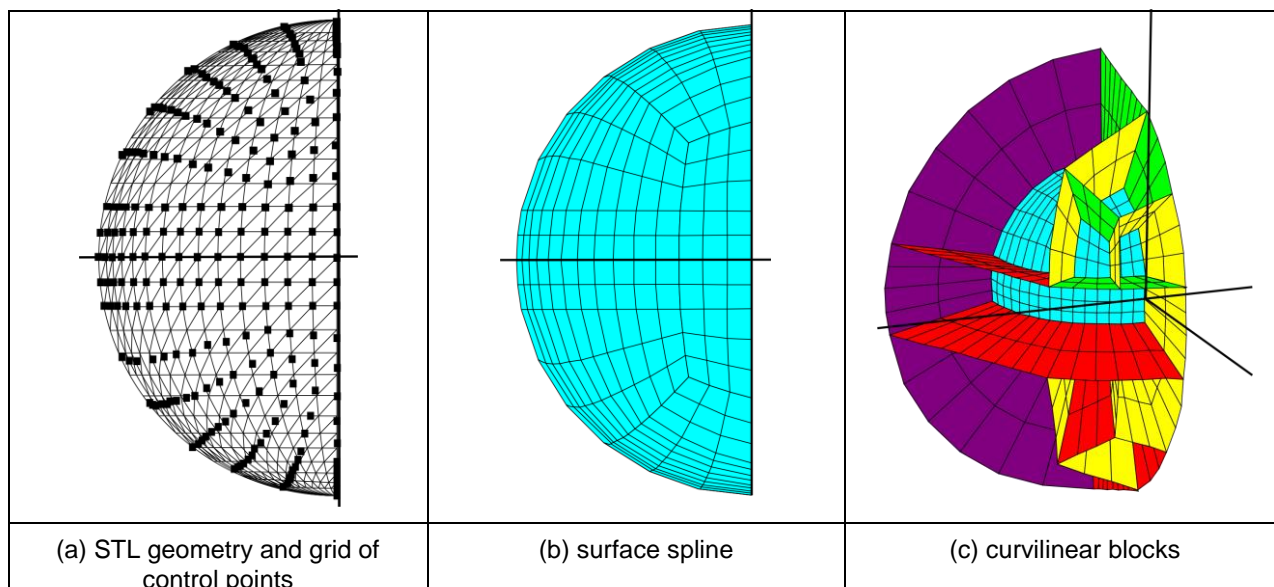 (a) STL geometry and grid of
control points
(b) surface spline
(c) curvilinear blocks